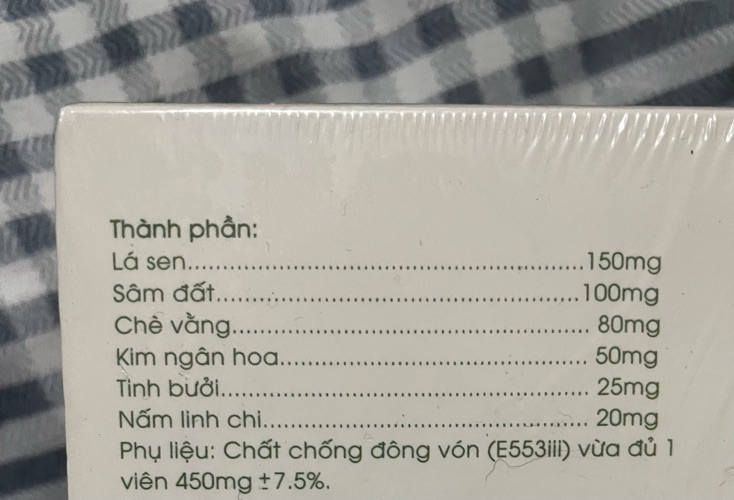 Thành phần:
Lá sen.......................................................150mg
Sâm đất..................................................100mg
Chè vằng................................................. 80mg
Kim ngân hoa........................................... 50mg
Tinh bưởi................................................... 25mg
Nấm linh chi.............................................. 20mg
Phụ liệu: Chất chống đông vón (E553iii) vừa đủ 1
viên 450mg ±7.5%.